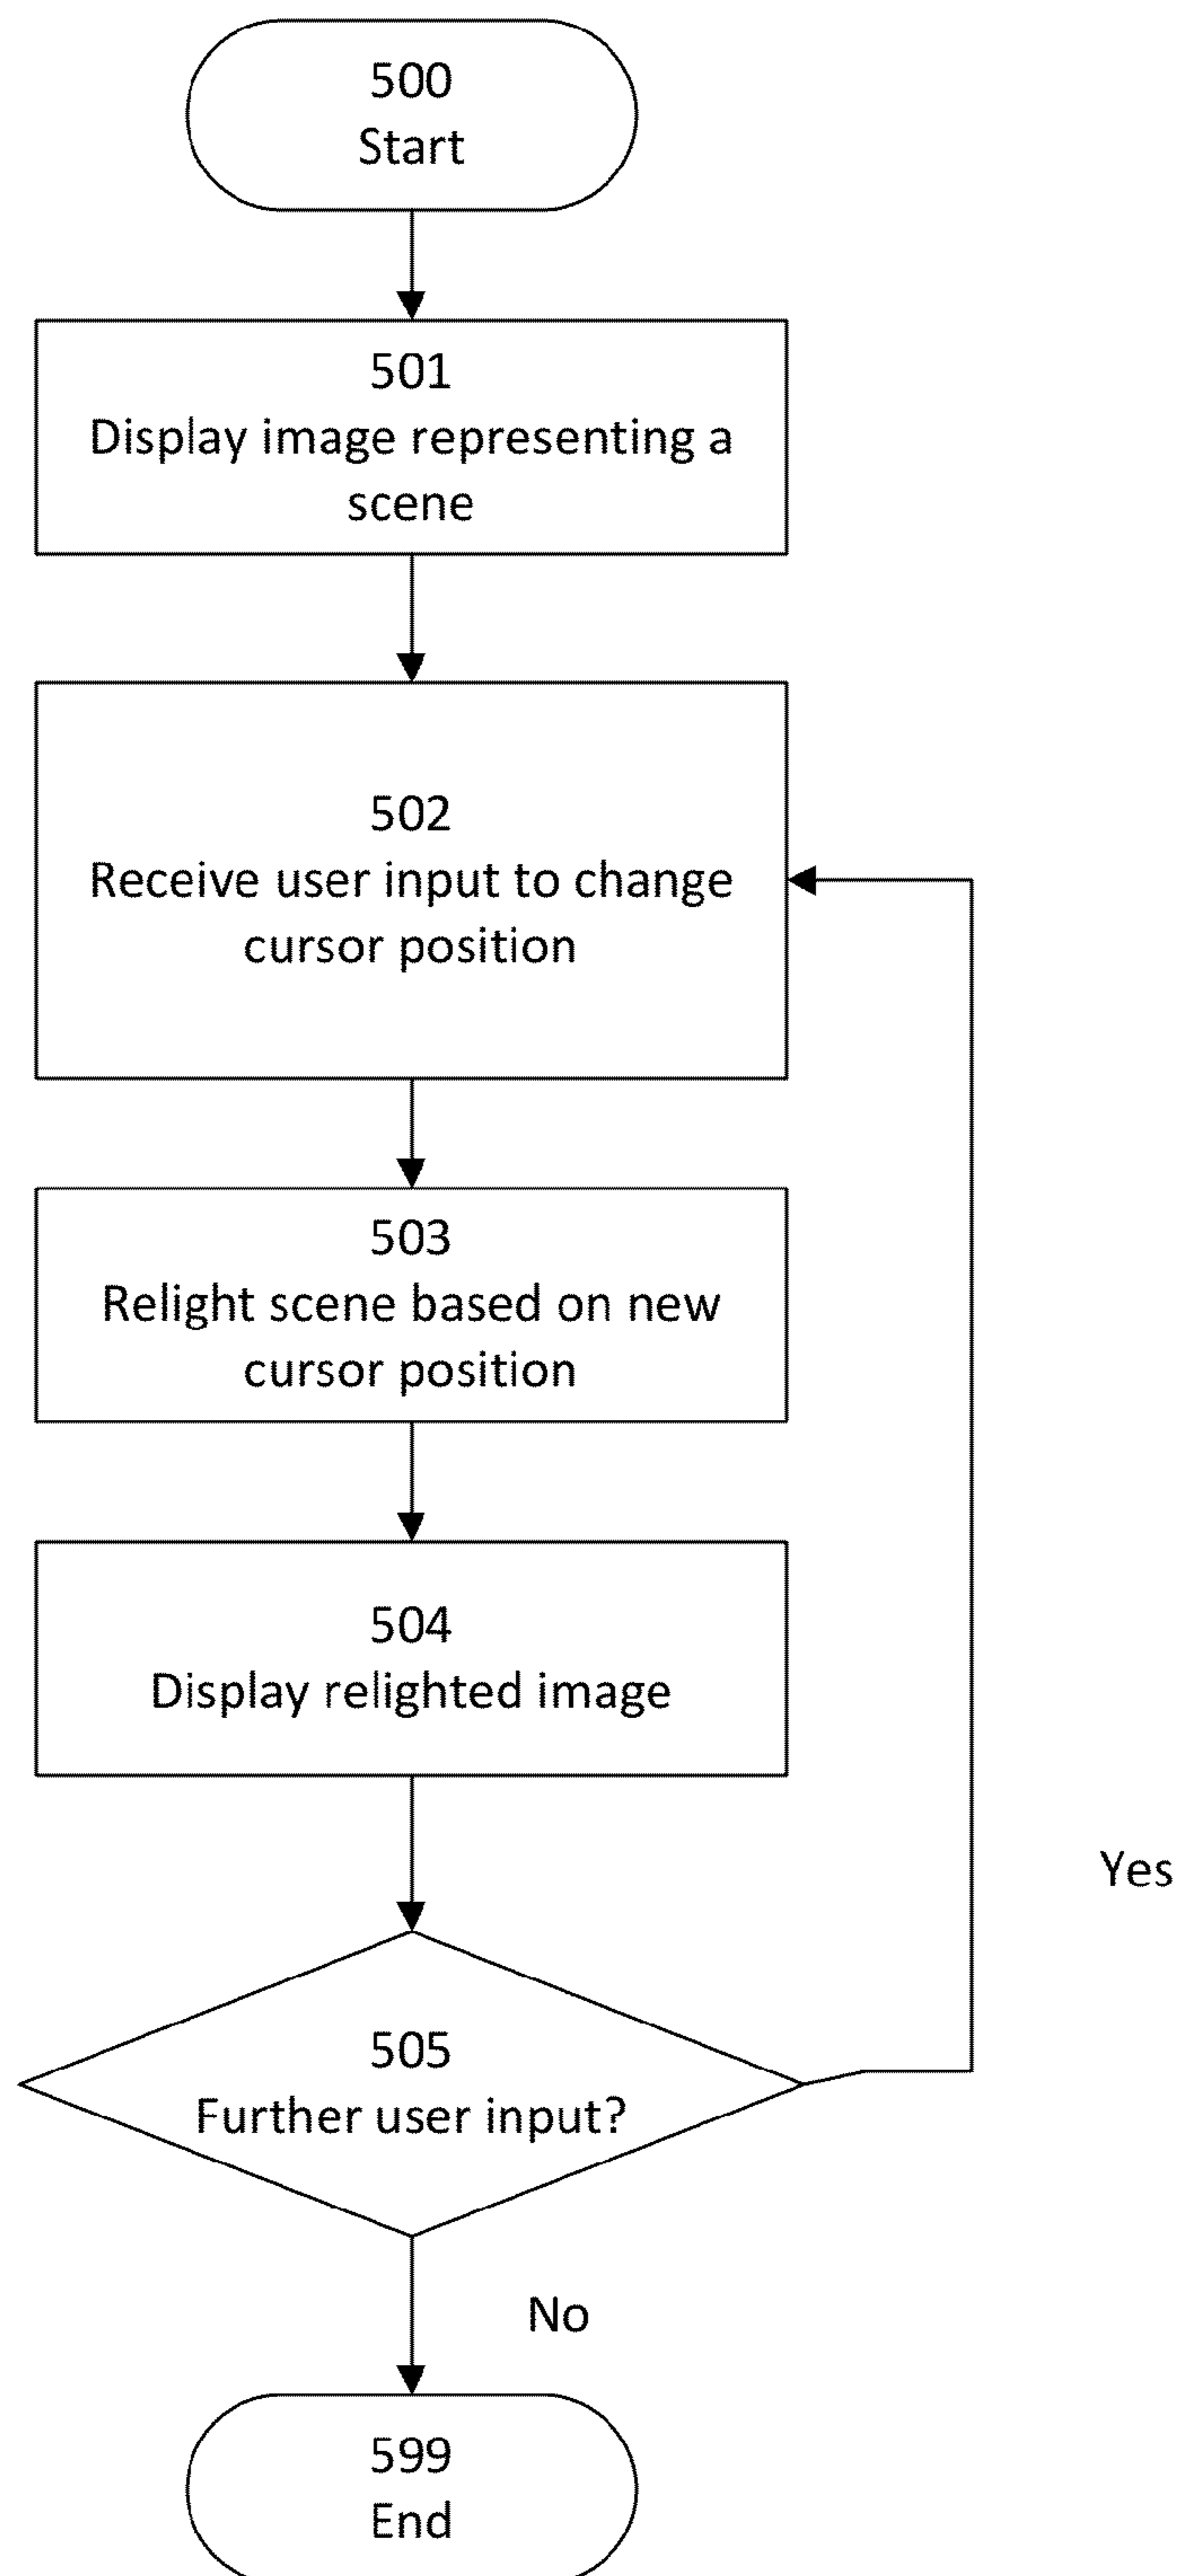 500
Start
501
Display image representing a
scene
502
Receive user input to change
cursor position
503
Relight scene based on new
cursor position
504
Display relighted image
Yes
505
Further user input?
No
599
End